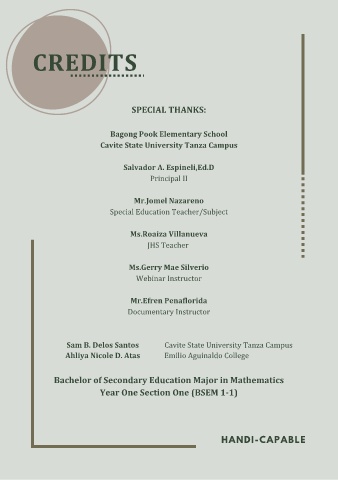 CREDITS
SPECIAL THANKS:
Bagong Pook Elementary School
Cavite State University Tanza Campus
Salvador A. Espineli,Ed.D
Principal II
Mr.Jomel Nazareno
Special Education Teacher/Subject
Ms.Roaiza Villanueva
JHS Teacher
Ms.Gerry Mae Silverio
Webinar Instructor
Mr.Efren Penaflorida
Documentary Instructor
Sam B. Delos Santos Cavite State University Tanza Campus
Ahliya Nicole D. Atas Emilio Aguinaldo College
Bachelor of Secondary Education Major in Mathematics
Year One Section One (BSEM 1-1)
HANDI-CAPABLE